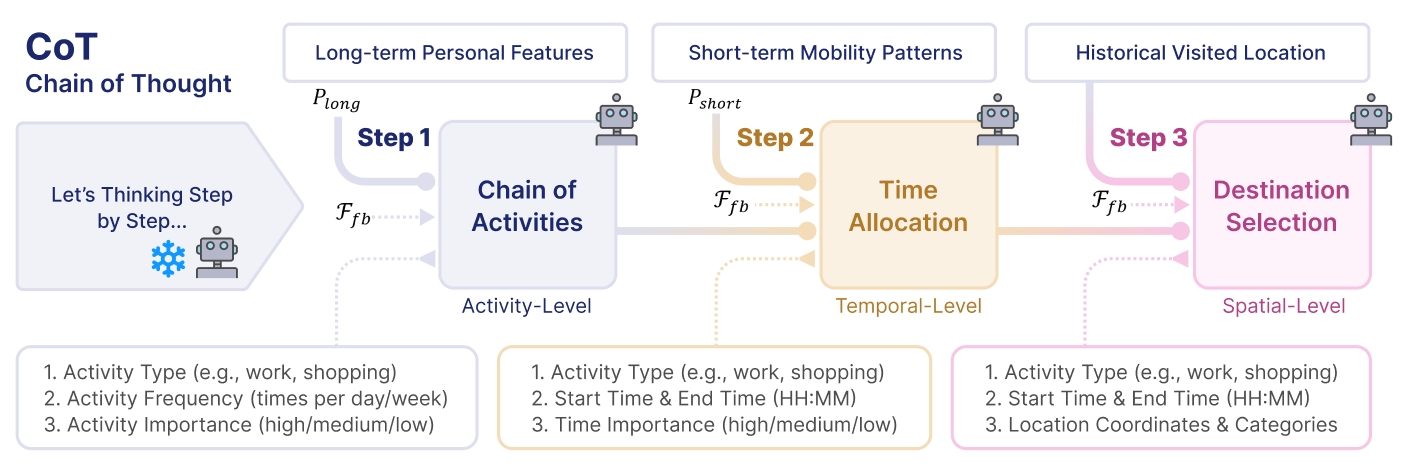 CoT
Chain of Thought
Let's Thinking Step
by Step...
Long-term Personal Features
P_long
Step 1
F_fb
Chain of
Activities
Activity-Level
1. Activity Type (e.g., work, shopping)
2. Activity Frequency (times per day/week)
3. Activity Importance (high/medium/low)
Short-term Mobility Patterns
P_short
Step 2
F_fb
Time
Allocation
Temporal-Level
1. Activity Type (e.g., work, shopping)
2. Start Time & End Time (HH:MM)
3. Time Importance (high/medium/low)
Historical Visited Location
Step 3
F_fb
Destination
Selection
Spatial-Level
1. Activity Type (e.g., work, shopping)
2. Start Time & End Time (HH:MM)
3. Location Coordinates & Categories